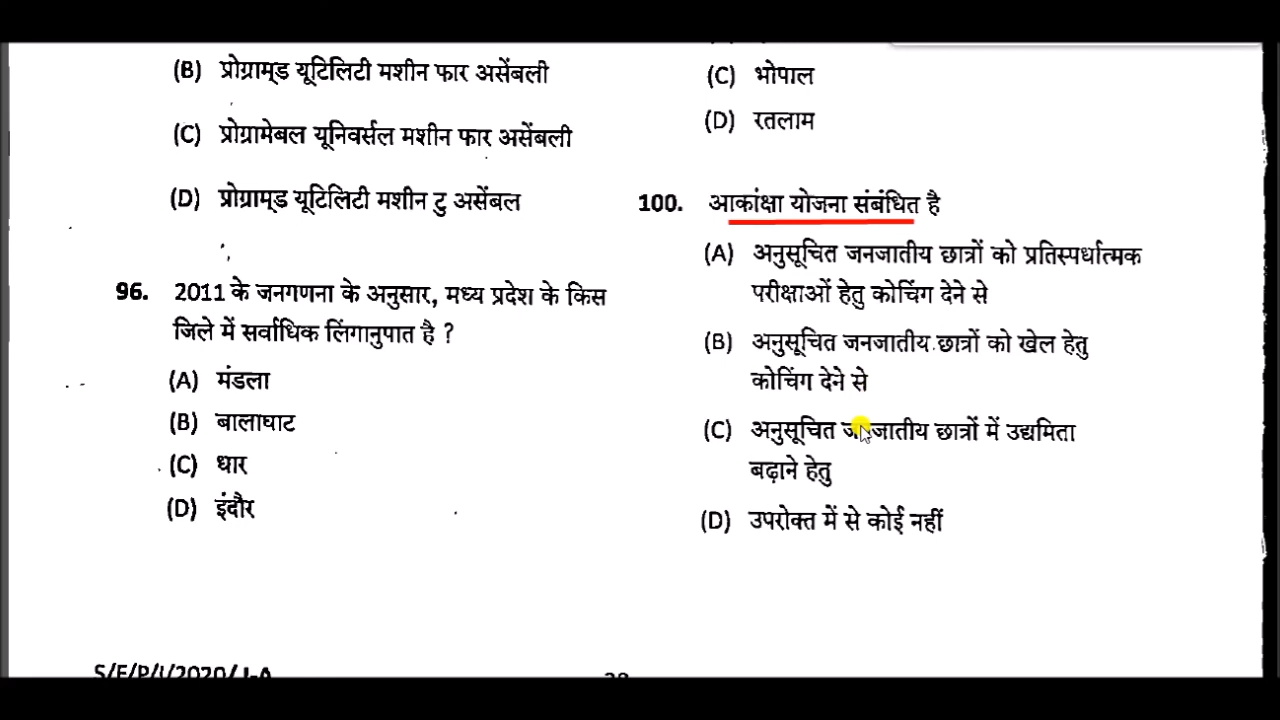 (B) प्रोग्राम्ड यूटिलिटी मशीन फार असेंबली
(C) प्रोग्रामेबल यूनिवर्सल मशीन फार असेंबली
(D) प्रोग्राम्ड यूटिलिटी मशीन टु असेंबल
96. 2011 के जनगणना के अनुसार, मध्य प्रदेश के किस
जिले में सर्वाधिक लिंगानुपात है ?
(A) मंडला
(B) बालाघाट
(C) धार
(D) इंदौर
S/E/P/I/2020/J-A
(C) भोपाल
(D) रतलाम
100. आकांक्षा योजना संबंधित है
(A) अनुसूचित जनजातीय छात्रों को प्रतिस्पर्धात्मक
परीक्षाओं हेतु कोचिंग देने से
(B) अनुसूचित जनजातीय छात्रों को खेल हेतु
कोचिंग देने से
(C) अनुसूचित जनजातीय छात्रों में उद्यमिता
बढ़ाने हेतु
(D) उपरोक्त में से कोई नहीं